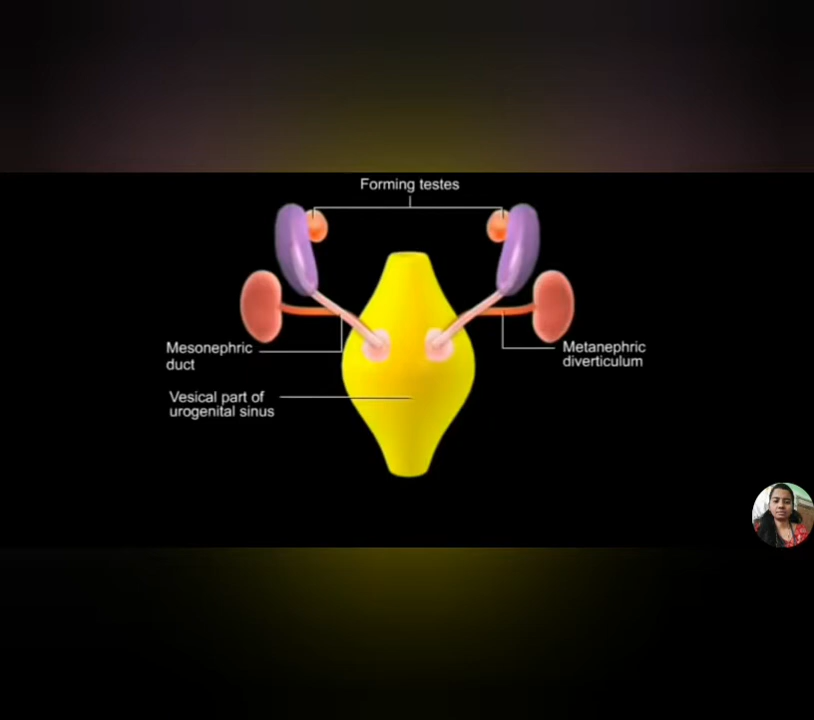 Forming testes
Mesonephric
duct
Metanephric
diverticulum
Vesical part of
urogenital sinus